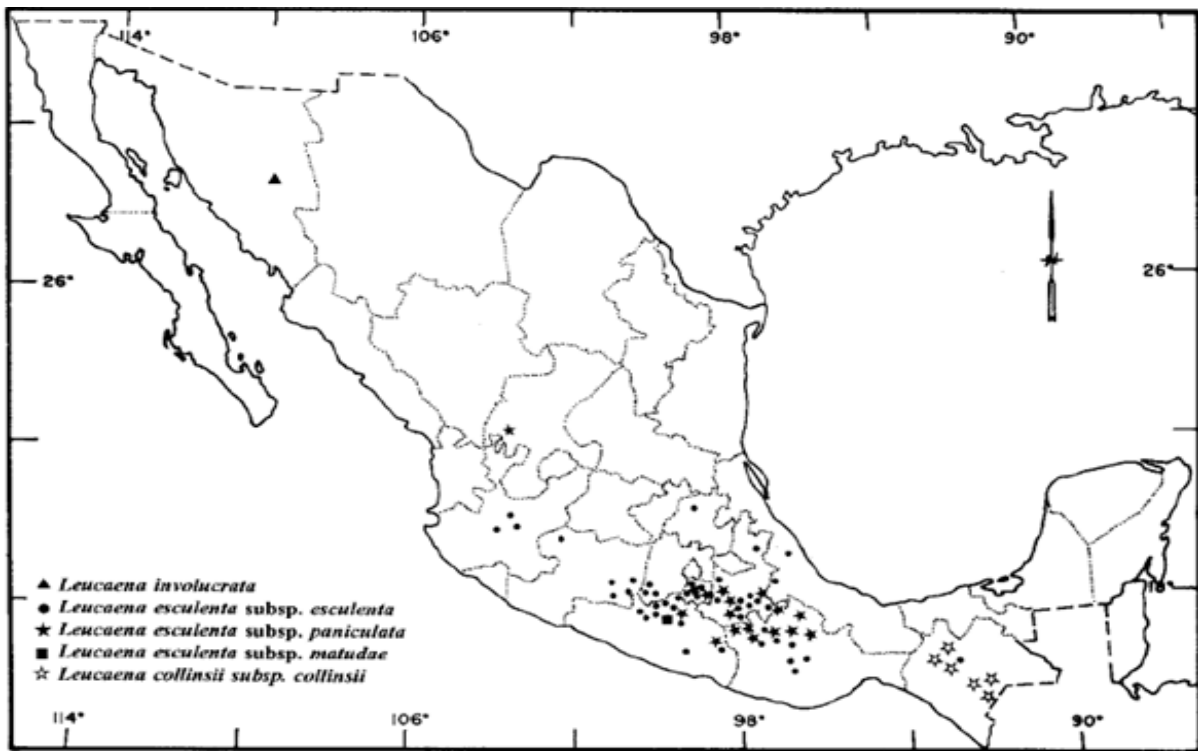 114° 106° 98° 90°
26° 26°
18°
▲ Leucaena involucrata
● Leucaena esculenta subsp. esculenta
★ Leucaena esculenta subsp. paniculata
■ Leucaena esculenta subsp. matudae
☆ Leucaena collinsii subsp. collinsii
114° 106° 98° 90°